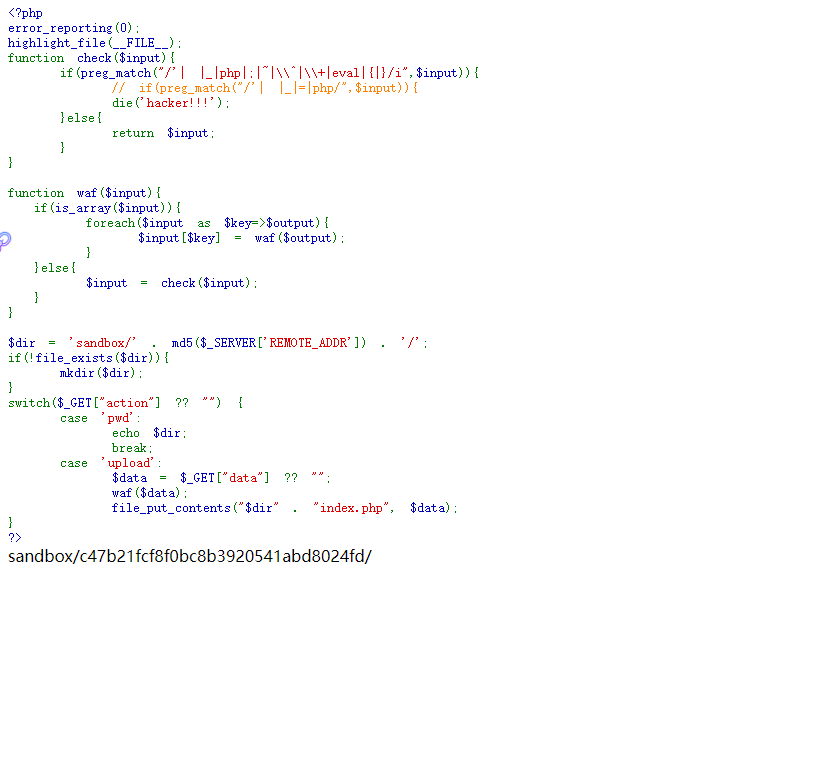 <?php
error_reporting(0);
highlight_file(__FILE__);
function check($input){
if(preg_match("/'| |_|php|;|~|\\^|\\+|eval|{|}/i",$input)){
// if(preg_match("/'| |_|=|php/",$input)){
die('hacker!!!');
}else{
return $input;
}
}
function waf($input){
if(is_array($input)){
foreach($input as $key=>$output){
$input[$key] = waf($output);
}
}else{
$input = check($input);
}
}
$dir = 'sandbox/' . md5($_SERVER['REMOTE_ADDR']) . '/';
if(!file_exists($dir)){
mkdir($dir);
}
switch($_GET["action"] ?? "") {
case 'pwd':
echo $dir;
break;
case 'upload':
$data = $_GET["data"] ?? "";
waf($data);
file_put_contents("$dir" . "index.php", $data);
}
?>
sandbox/c47b21fcf8f0bc8b3920541abd8024fd/